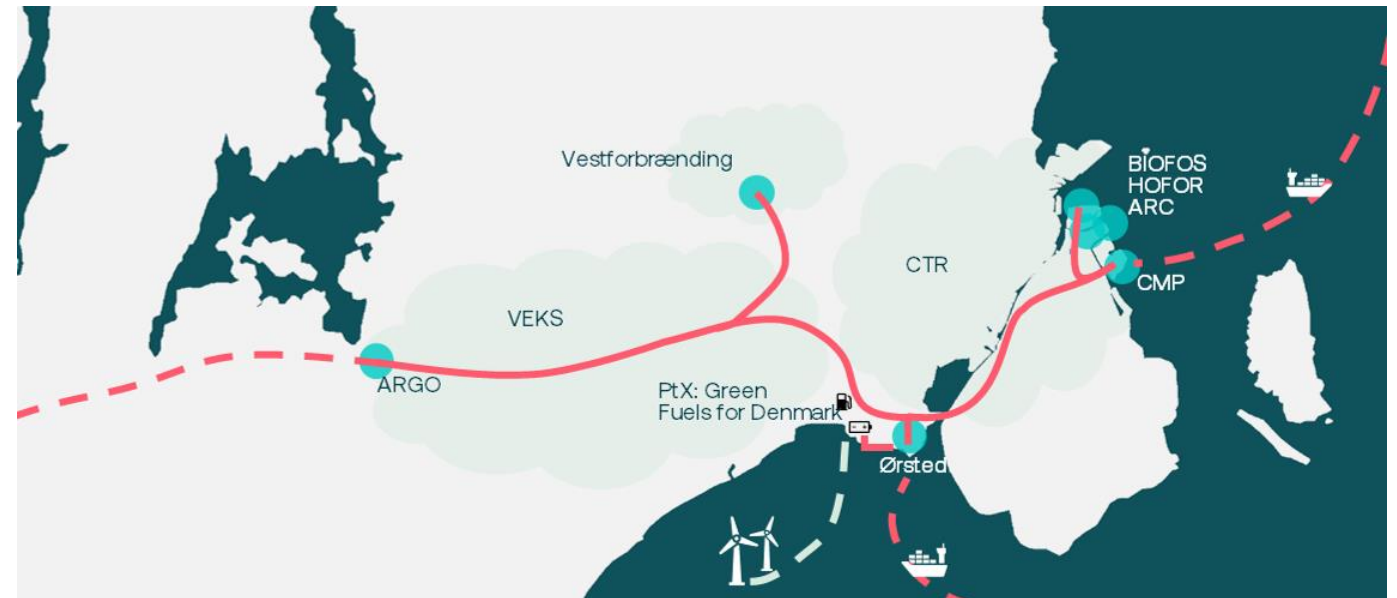 Vestforbrænding
BIOFOS
HOFOR
ARC
CTR
CMP
VEKS
ARGO
PtX: Green
Fuels for Denmark
Ørsted